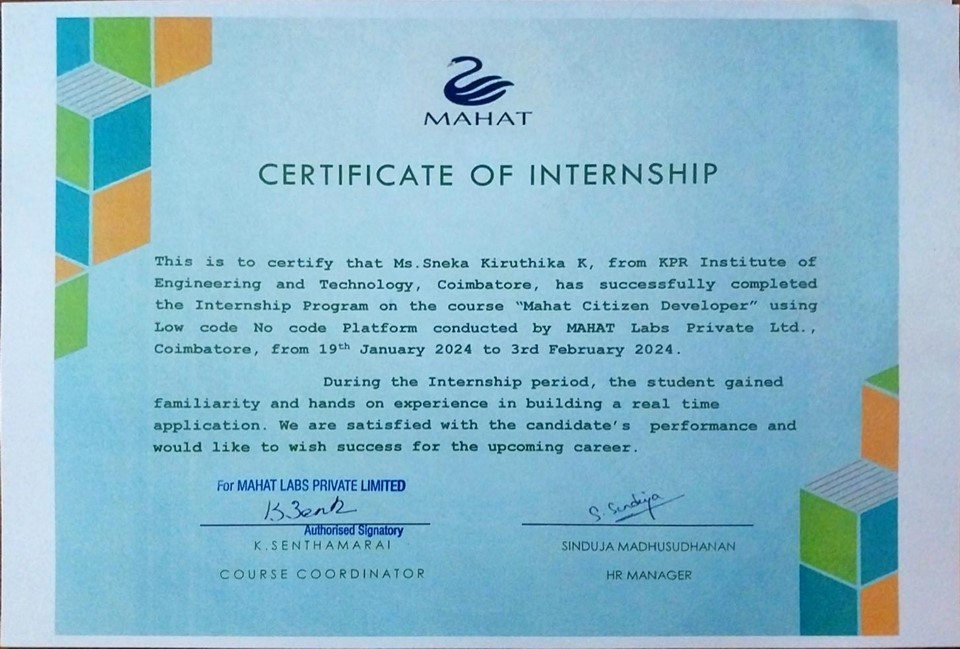 MAHAT
CERTIFICATE OF INTERNSHIP
This is to certify that Ms.Sneka Kiruthika K, from KPR Institute of
Engineering and Technology, Coimbatore, has successfully completed
the Internship Program on the course “Mahat Citizen Developer” using
Low code No code Platform conducted by MAHAT Labs Private Ltd.,
Coimbatore, from 19th January 2024 to 3rd February 2024.
During the Internship period, the student gained
familiarity and hands on experience in building a real time
application. We are satisfied with the candidate’s performance and
would like to wish success for the upcoming career.
For MAHAT LABS PRIVATE LIMITED
S. Sinduja
Authorised Signatory
K.SENTHAMARAI
SINDUJA MADHUSUDHANAN
COURSE COORDINATOR
HR MANAGER